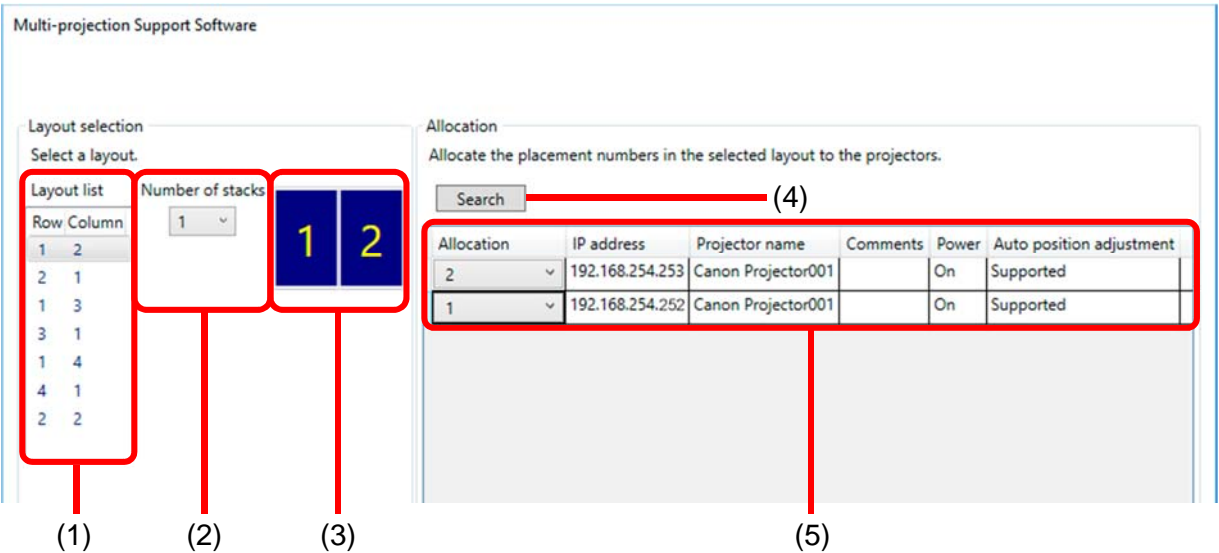 Multi-projection Support Software
Layout selection
Select a layout.
Layout list
Row Column
1 2
2 1
1 3
3 1
1 4
4 1
2 2
Number of stacks
1
1 2
Allocation
Allocate the placement numbers in the selected layout to the projectors.
Search
(4)
Allocation IP address Projector name Comments Power Auto position adjustment
2 192.168.254.253 Canon Projector001 On Supported
1 192.168.254.252 Canon Projector001 On Supported
(1) (2) (3) (5)